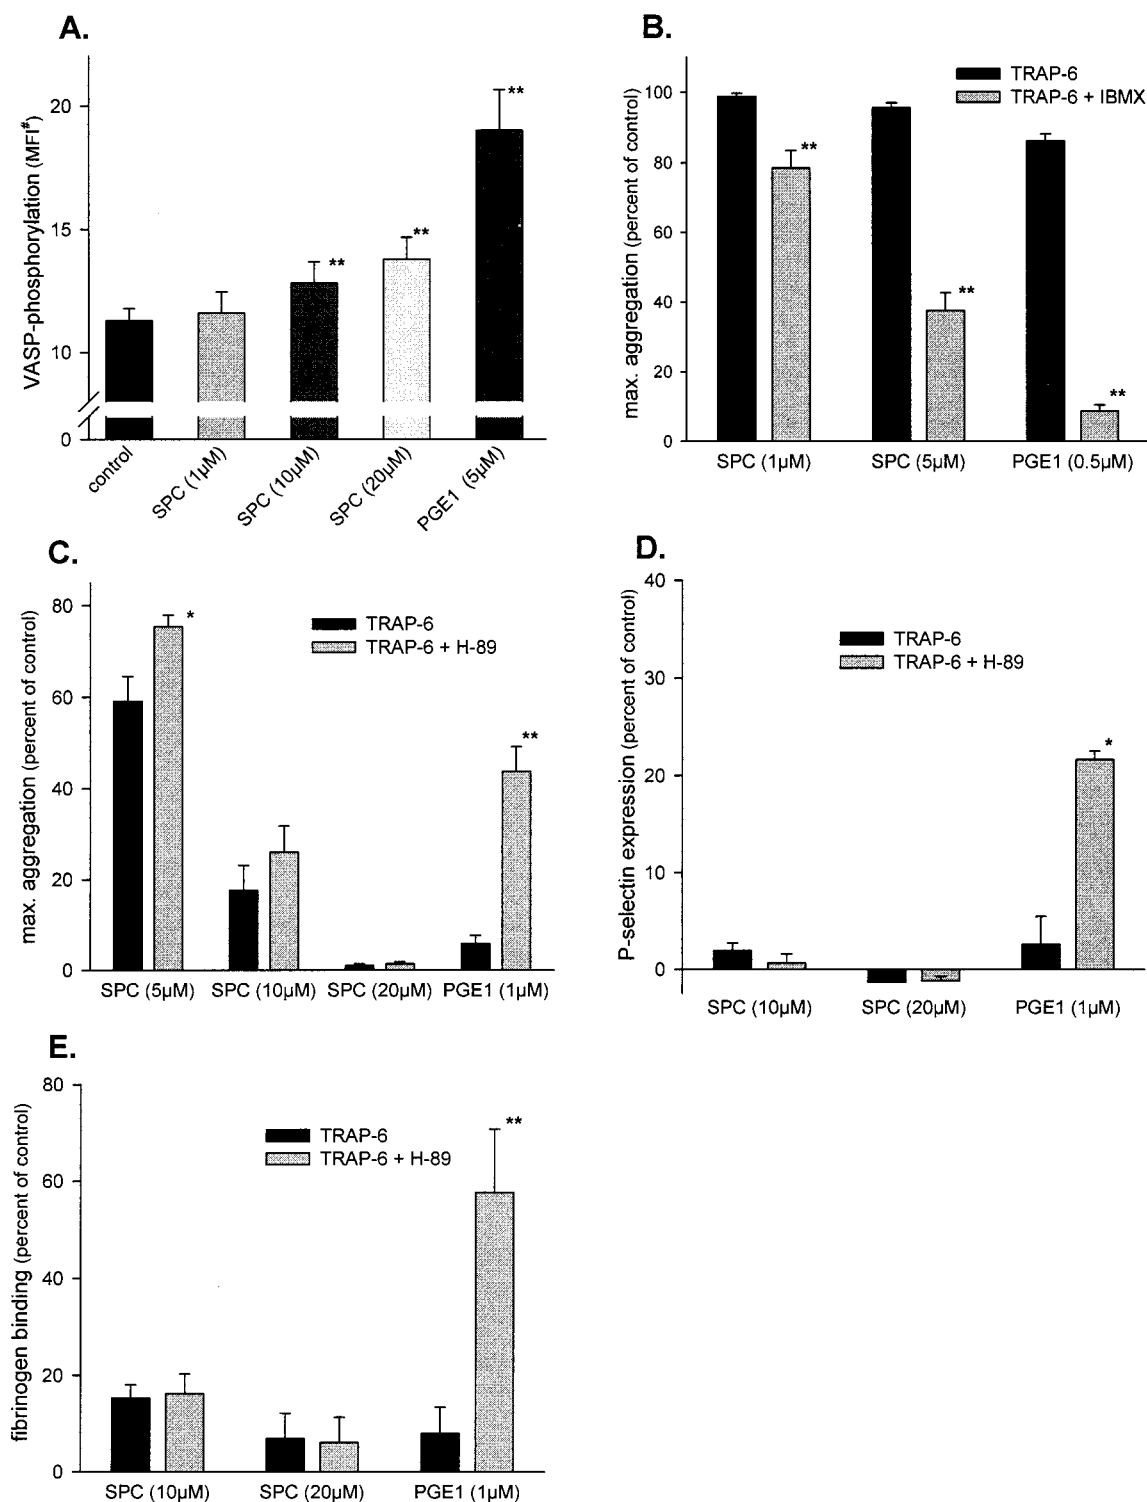 A.
VASP-phosphorylation (MFI#)
20
15
10
0
**
**
**
control
SPC (1µM)
SPC (10µM)
SPC (20µM)
PGE1 (5µM)
B.
max. aggregation (percent of control)
100
80
60
40
20
0
TRAP-6
TRAP-6 + IBMX
**
**
**
SPC (1µM)
SPC (5µM)
PGE1 (0.5µM)
C.
max. aggregation (percent of control)
80
60
40
20
0
TRAP-6
TRAP-6 + H-89
*
**
SPC (5µM)
SPC (10µM)
SPC (20µM)
PGE1 (1µM)
D.
P-selectin expression (percent of control)
40
30
20
10
0
TRAP-6
TRAP-6 + H-89
*
SPC (10µM)
SPC (20µM)
PGE1 (1µM)
E.
fibrinogen binding (percent of control)
80
60
40
20
0
TRAP-6
TRAP-6 + H-89
**
SPC (10µM)
SPC (20µM)
PGE1 (1µM)